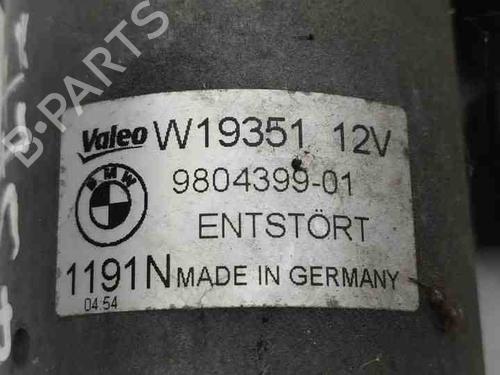 Valeo W19351 12V
BMW 9804399-01
ENTSTÖRT
1191N MADE IN GERMANY
04:54
B-PARTS